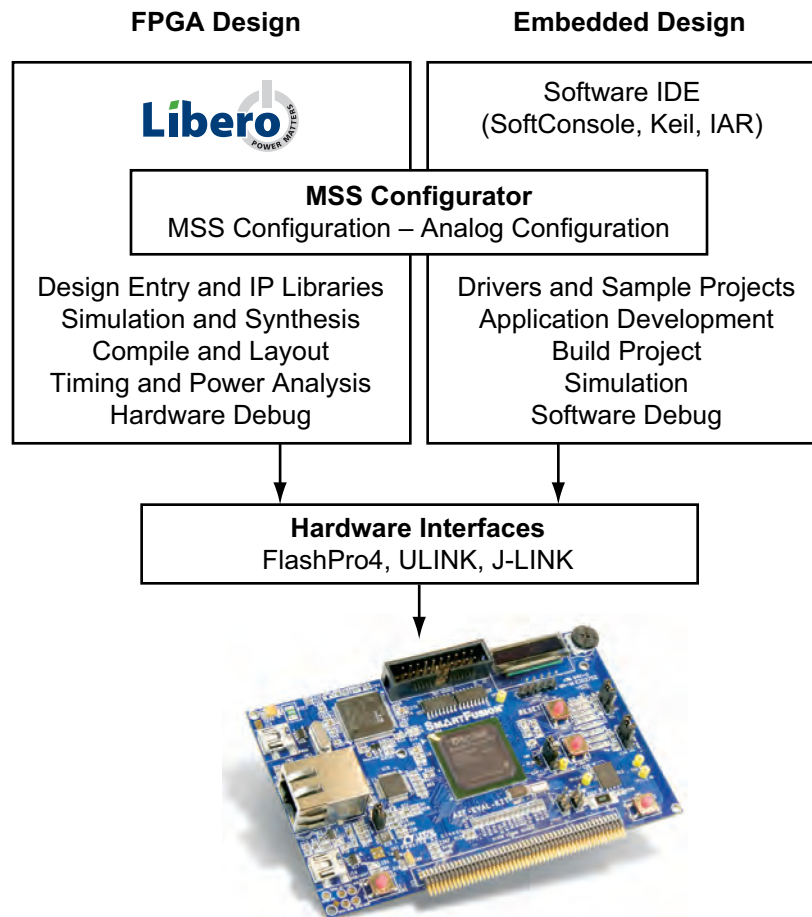 FPGA Design
Embedded Design
Libero
POWER MATTERS
Software IDE
(SoftConsole, Keil, IAR)
MSS Configurator
MSS Configuration – Analog Configuration
Design Entry and IP Libraries
Simulation and Synthesis
Compile and Layout
Timing and Power Analysis
Hardware Debug
Drivers and Sample Projects
Application Development
Build Project
Simulation
Software Debug
Hardware Interfaces
FlashPro4, ULINK, J-LINK
SMARTFUSION
RESET